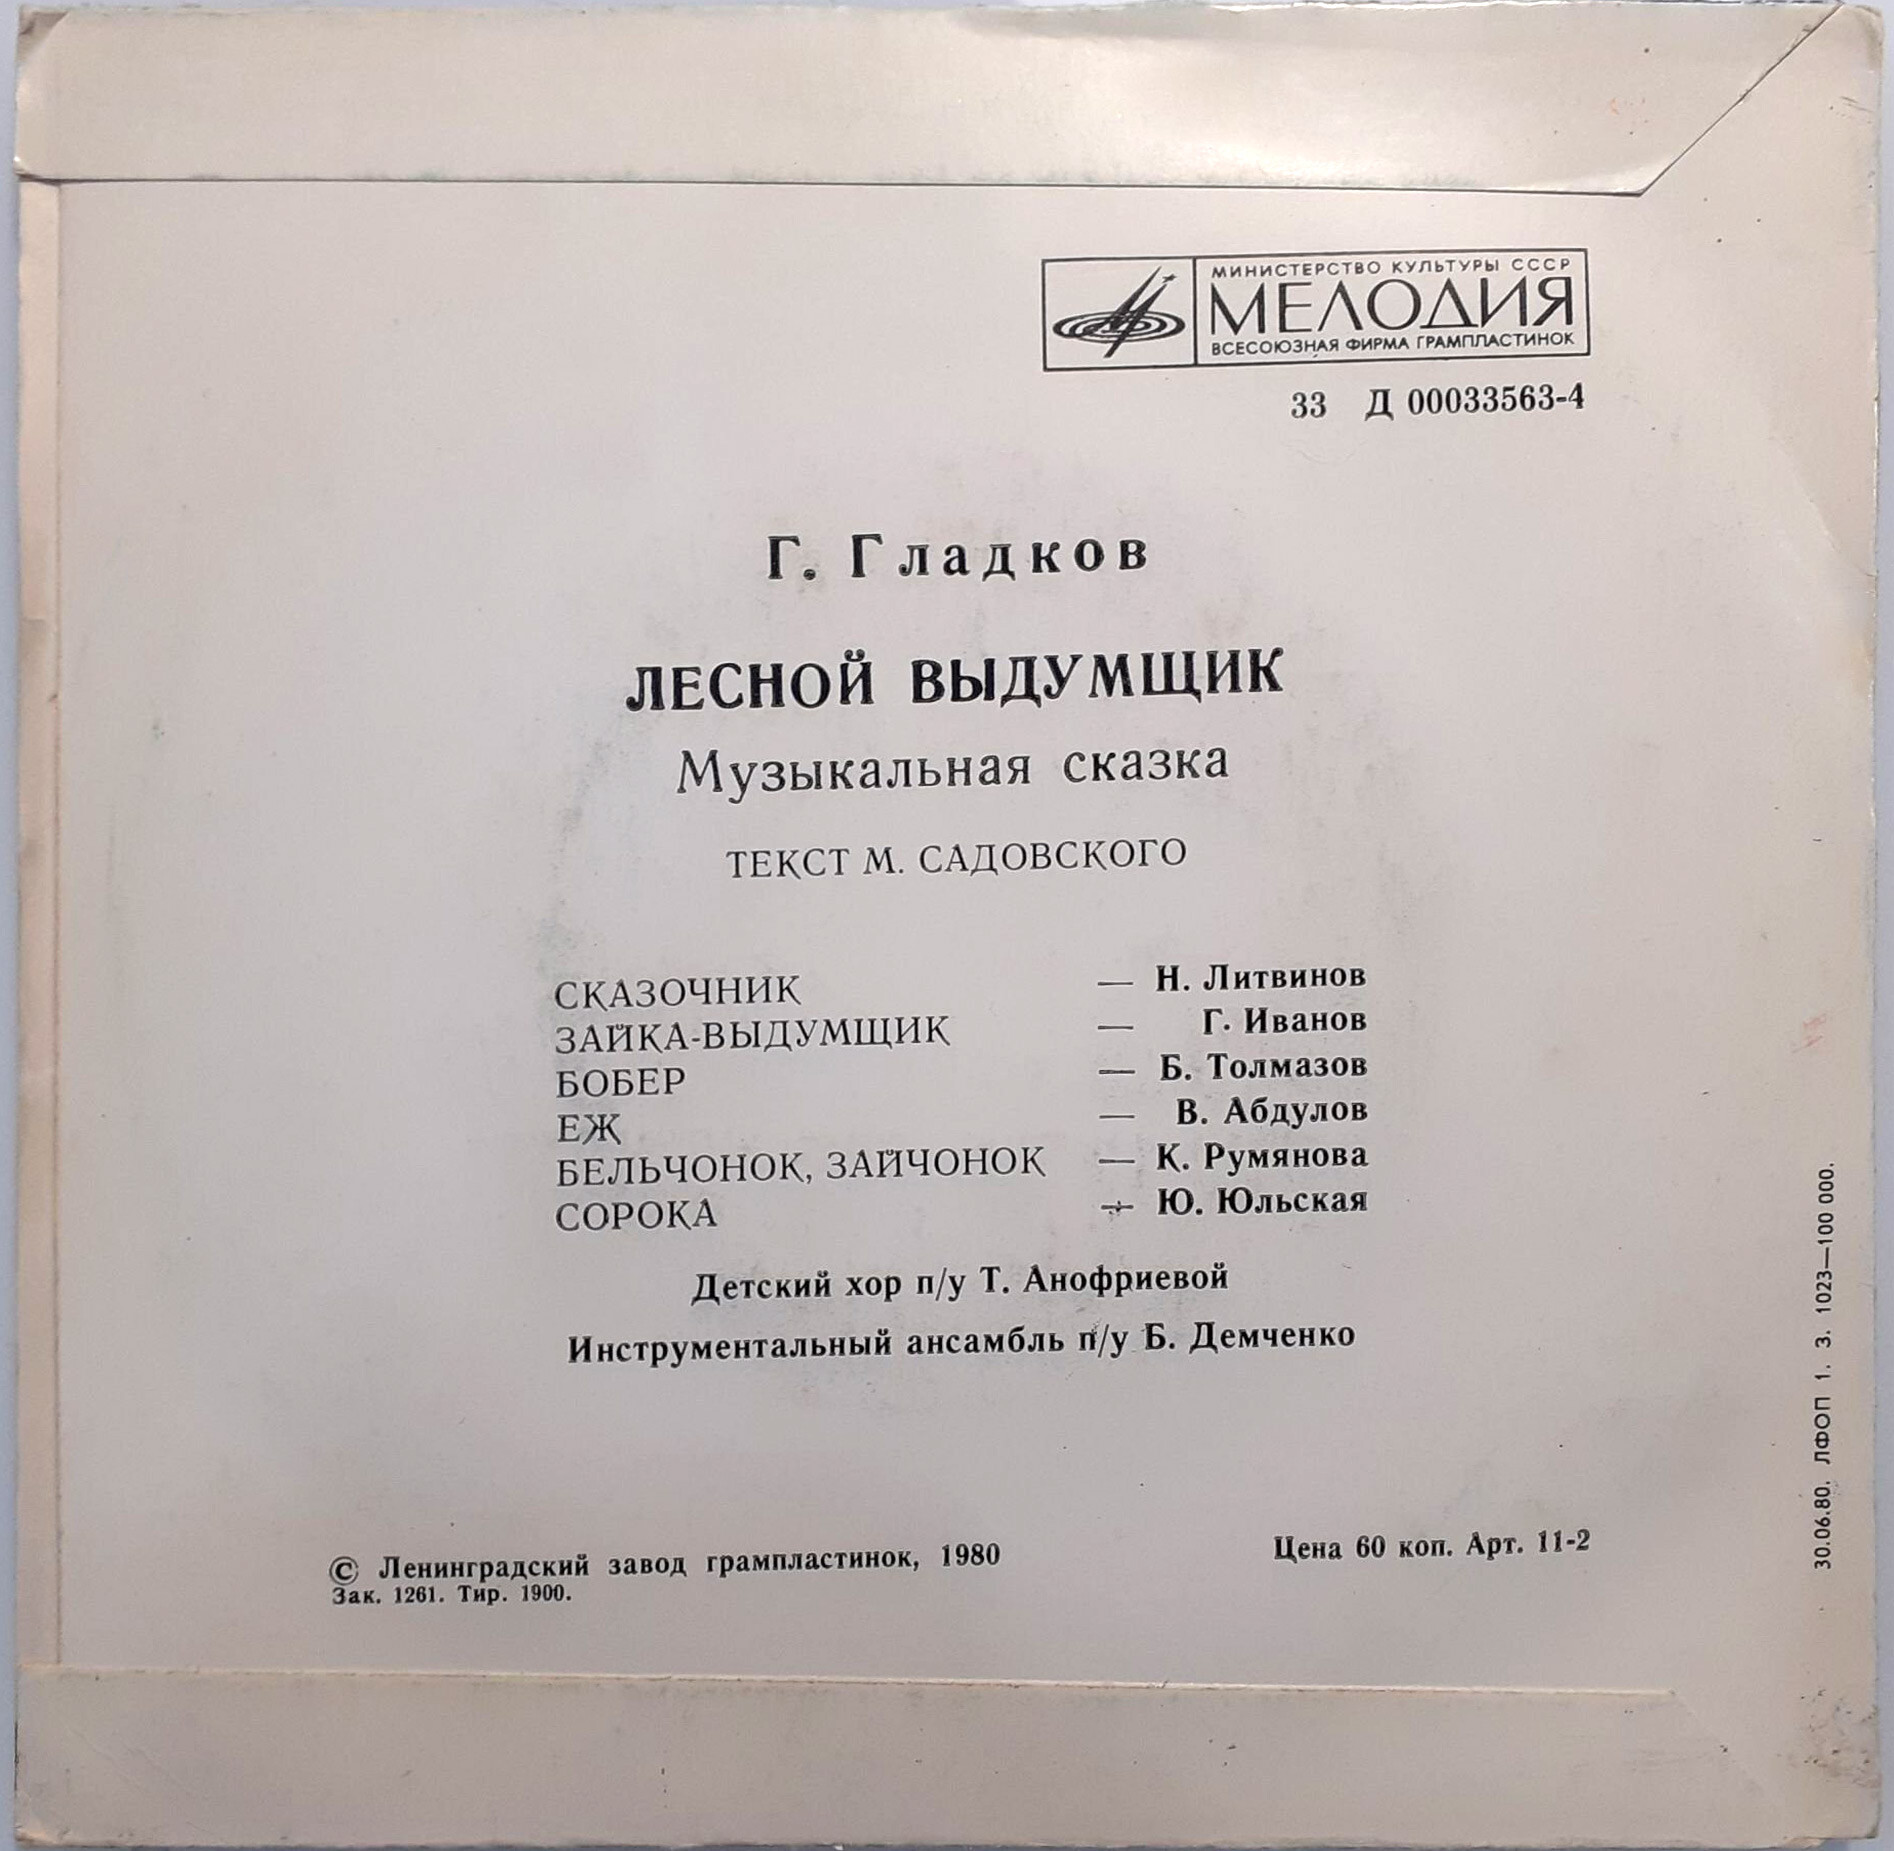 МИНИСТЕРСТВО КУЛЬТУРЫ СССР
МЕЛОДИЯ
ВСЕСОЮЗНАЯ ФИРМА ГРАМПЛАСТИНОК
33 Д 00033563-4
Г. Гладков
ЛЕСНОЙ ВЫДУМЩИК
Музыкальная сказка
ТЕКСТ М. САДОВСКОГО
СКАЗОЧНИК — Н. Литвинов
ЗАЙКА-ВЫДУМЩИК — Г. Иванов
БОБЕР — Б. Толмазов
ЕЖ — В. Абдулов
БЕЛЬЧОНОК, ЗАЙЧОНОК — К. Румянова
СОРОКА — Ю. Юльская
Детский хор п/у Т. Анофриевой
Инструментальный ансамбль п/у Б. Демченко
© Ленинградский завод грампластинок, 1980
Зак. 1261. Тир. 1900.
Цена 60 коп. Арт. 11-2
30.06.80. ЛФОП 1. З. 1023—100 000.